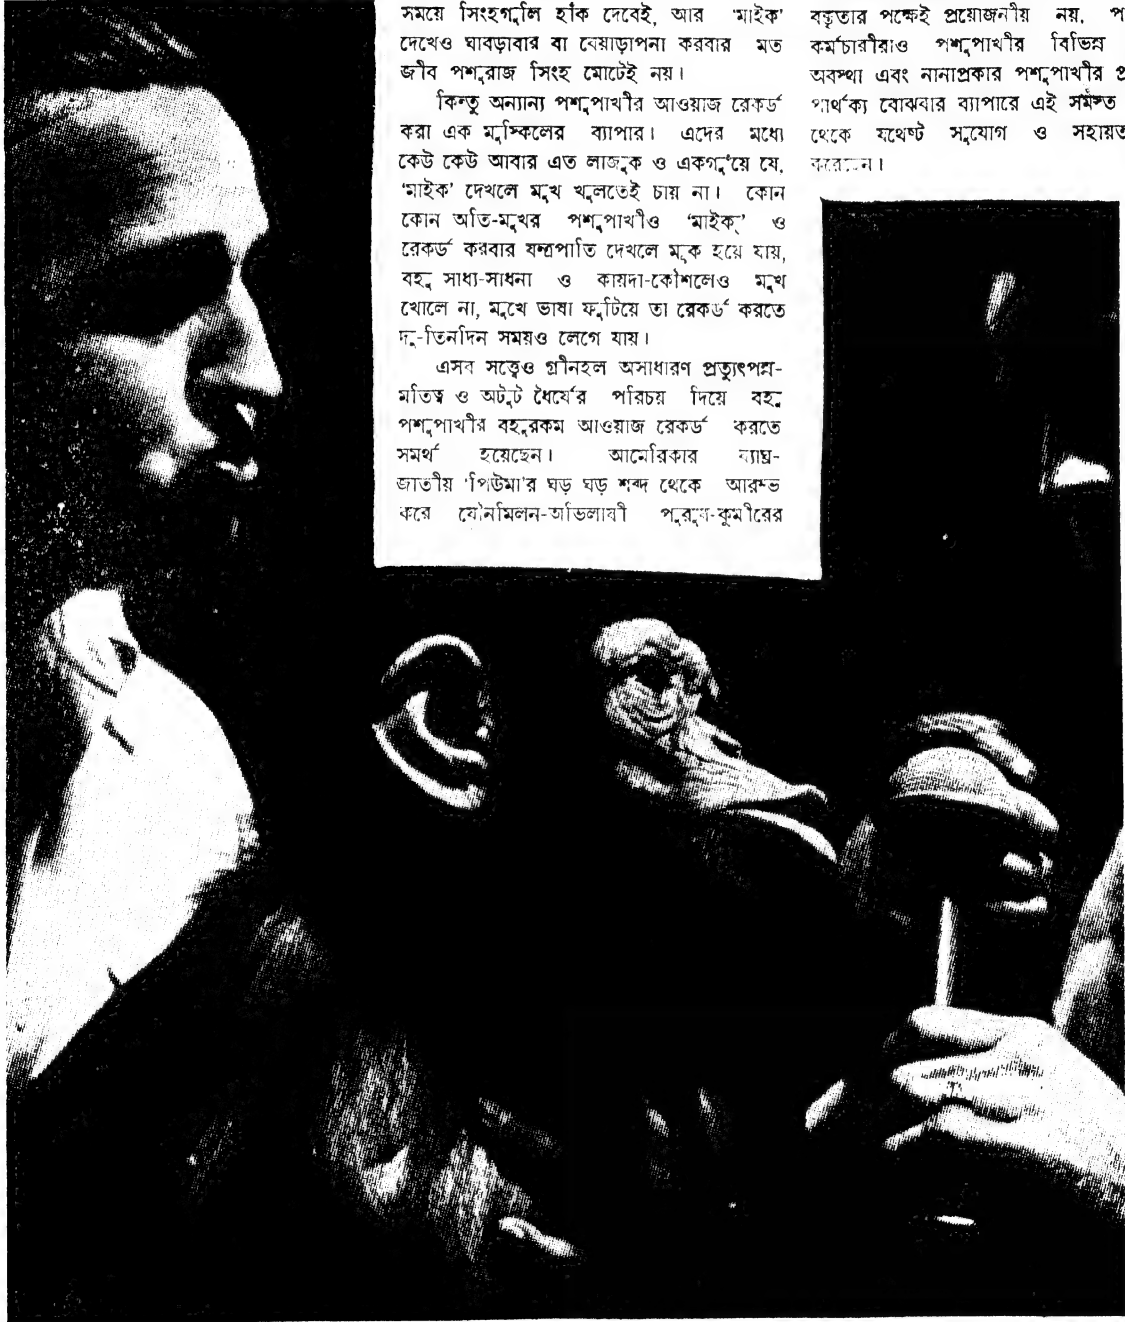 সময়ে সিংহগুলি হাঁক দেবেই, আর ‘মাইক’
দেখেও ঘাবড়াবার বা বেয়াড়াপনা করবার মত
জীব পশুরাজ সিংহ মোটেই নয়।
কিন্তু অন্যান্য পশুপাখীর আওয়াজ রেকর্ড
করা এক মুস্কিলের ব্যাপার। এদের মধ্যে
কেউ কেউ আবার এত লাজুক ও একগুঁয়ে যে,
‘মাইক’ দেখলে মুখ খুলতেই চায় না। কোন
কোন অতি-মুখর পশুপাখীও ‘মাইক্’ ও
রেকর্ড করবার যন্ত্রপাতি দেখলে মূক হয়ে যায়,
বহু সাধ্য-সাধনা ও কায়দা-কৌশলেও মুখ
খোলে না, মুখে ভাষা ফুটিয়ে তা রেকর্ড করতে
দু-তিনদিন সময়ও লেগে যায়।
এসব সত্ত্বেও গ্রীনহল অসাধারণ প্রত্যুৎপন্ন-
মতিত্ব ও অটুট ধৈর্যের পরিচয় দিয়ে বহু
পশুপাখীর বহুরকম আওয়াজ রেকর্ড করতে
সমর্থ হয়েছেন। আমেরিকার ব্যাঘ্র-
জাতীয় ‘পিউমা’র ঘড় ঘড় শব্দ থেকে আরম্ভ
করে যৌনমিলন-অভিলাষী পুরুষ-কুমীরের
বক্তৃতার পক্ষেই প্রয়োজনীয় নয়, প
কর্মচারীরাও পশুপাখীর বিভিন্ন
অবস্থা এবং নানাপ্রকার পশুপাখীর
পার্থক্য বোঝবার ব্যাপারে এই সমস্ত
থেকে যথেষ্ট সুযোগ ও সহায়ত
করেছেন।